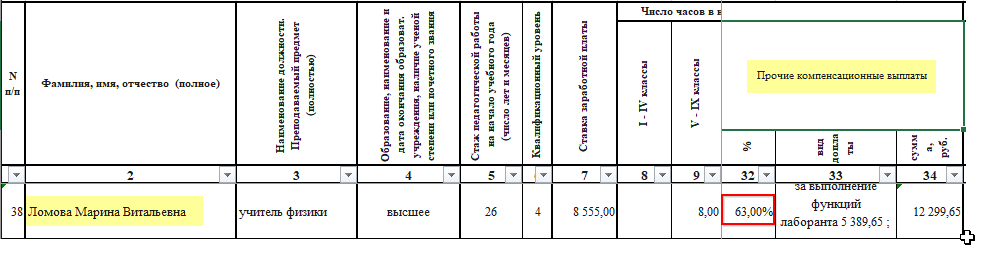 N
п/п
Фамилия, имя, отчество (полное)
Наименование должности.
Преподаваемый предмет
(полностью)
Образование, наименование и
дата окончания образоват.
учреждения, наличие ученой
степени или почетного звания
Стаж педагогической работы
на начало учебного года
(число лет и месяцев)
Квалификационный уровень
Ставка заработной платы
Число часов в н
I - IV классы
V - IX классы
Прочие компенсационные выплаты
%
вид
допла
ты
сумм
а,
руб.
2
3
4
5
7
8
9
32
33
34
38
Ломова Марина Витальевна
учитель физики
высшее
26
4
8 555,00
8,00
63,00%
за выполнение
функций
лаборанта 5 389,65 ;
12 299,65